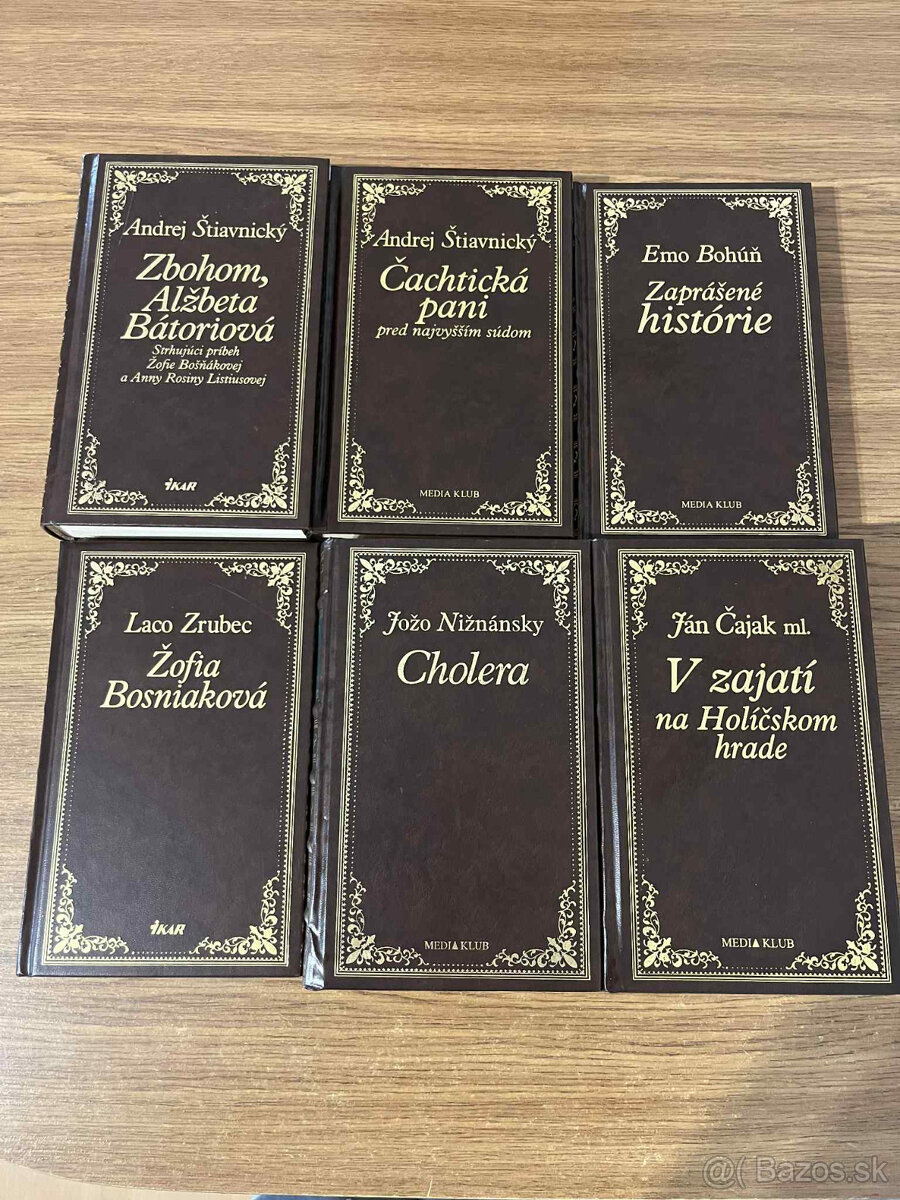 Andrej Štiavnický
Zbohom,
Alžbeta
Bátoriová
Strhujúci príbeh
Žofie Bošňákovej
a Anny Rosiny Listiusovej
IKAR
Andrej Štiavnický
Čachtická
pani
pred najvyšším súdom
MEDIA KLUB
Emo Bohúň
Zaprášené
histórie
MEDIA KLUB
Laco Zrubec
Žofia
Bosniaková
IKAR
Jožo Nižnánsky
Cholera
MEDIA KLUB
Ján Čajak ml.
V zajatí
na Holíčskom
hrade
MEDIA KLUB
@ Bazos.sk